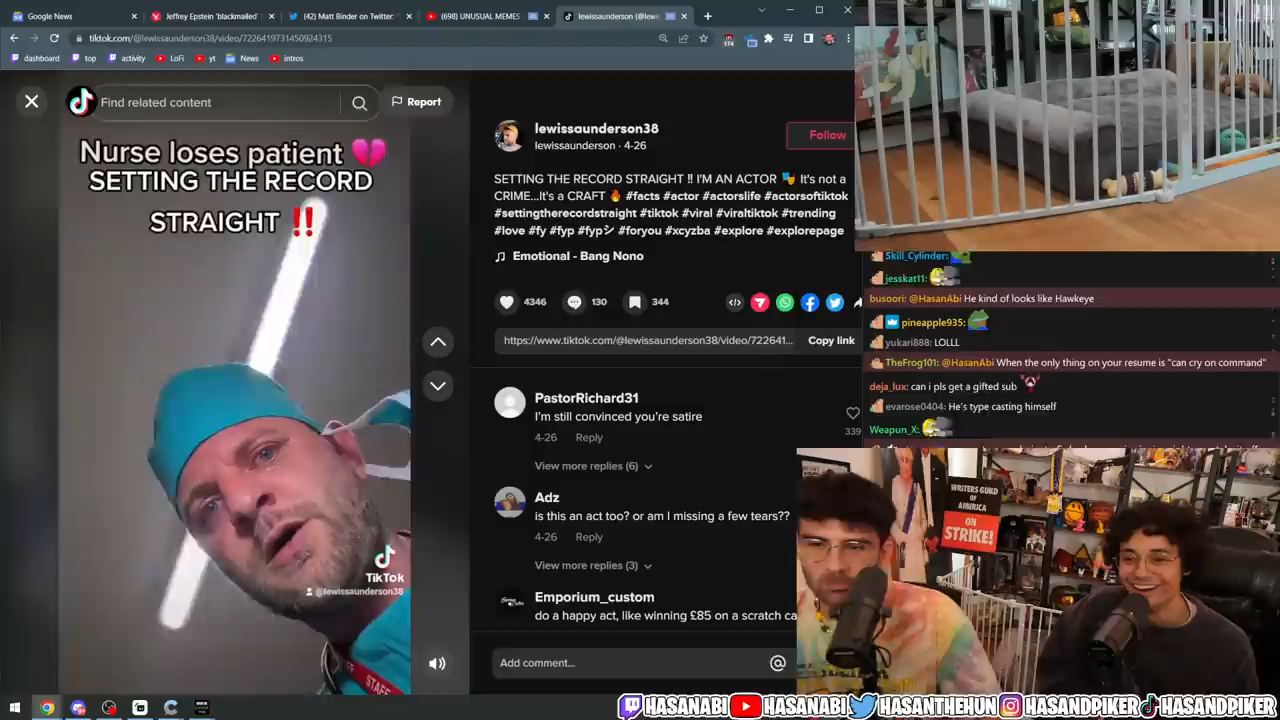 Google News
Jeffrey Epstein 'blackmailed'
(42) Matt Binder on Twitter:
(698) UNUSUAL MEMES
lewissaunderson (@lewi
tiktok.com/@lewissaunderson38/video/7226419731450924315
174
dashboard
top
activity
LoFi
yt
News
intros
Find related content
Report
Nurse loses patient 💔
SETTING THE RECORD
STRAIGHT ‼️
TikTok
@lewissaunderson38
STAFF
lewissaunderson38
lewissaunderson · 4-26
Follow
SETTING THE RECORD STRAIGHT ‼️ I'M AN ACTOR 🎭 It's not a
CRIME...It's a CRAFT 🔥 #facts #actor #actorslife #actorsoftiktok
#settingtherecordstraight #tiktok #viral #viraltiktok #trending
#love #fy #fyp #fypシ #foryou #xcyzba #explore #explorepage
Emotional - Bang Nono
4346
130
344
https://www.tiktok.com/@lewissaunderson38/video/722641...
Copy link
PastorRichard31
I'm still convinced you're satire
4-26 Reply
339
View more replies (6)
Adz
is this an act too? or am I missing a few tears??
4-26 Reply
View more replies (3)
Emporium_custom
do a happy act, like winning £85 on a scratch ca
Add comment...
Skill_Cylinder:
jesskat11:
busoori: @HasanAbi He kind of looks like Hawkeye
pineapple935:
yukari888: LOLLL
TheFrog101: @HasanAbi When the only thing on your resume is "can cry on command"
deja_lux: can i pls get a gifted sub
evarose0404: He's type casting himself
Weapun_X:
WRITERS GUILD
OF
AMERICA
ON
STRIKE!
HASANABI
HASANABI
HASANTHEHUN
HASANDPIKER
HASANDPIKER